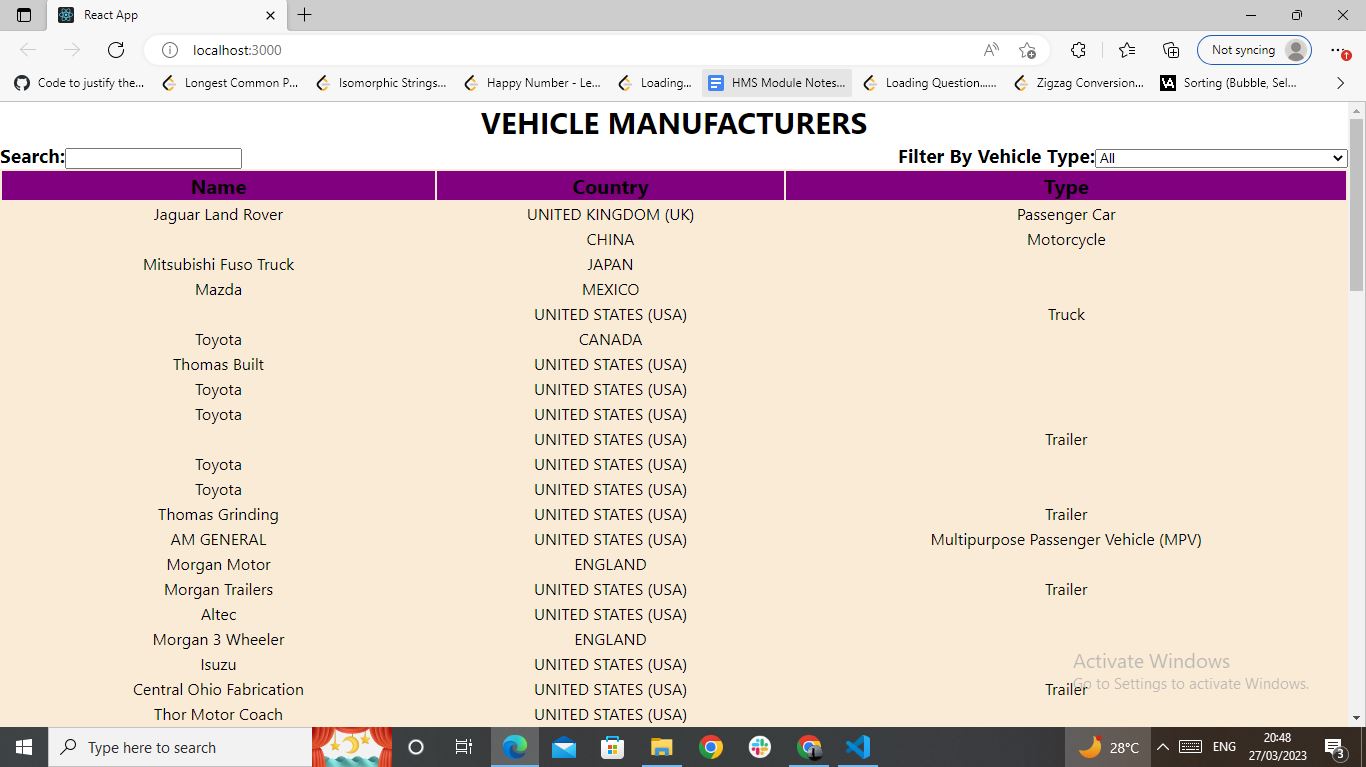 React App
localhost:3000
Not syncing
Code to justify the...
Longest Common P...
Isomorphic Strings...
Happy Number - Le...
Loading...
HMS Module Notes...
Loading Question......
Zigzag Conversion...
Sorting (Bubble, Sel...
VEHICLE MANUFACTURERS
Search: Filter By Vehicle Type: All
Name Country Type
Jaguar Land Rover UNITED KINGDOM (UK) Passenger Car
CHINA Motorcycle
Mitsubishi Fuso Truck JAPAN
Mazda MEXICO
UNITED STATES (USA) Truck
Toyota CANADA
Thomas Built UNITED STATES (USA)
Toyota UNITED STATES (USA)
Toyota UNITED STATES (USA)
UNITED STATES (USA) Trailer
Toyota UNITED STATES (USA)
Toyota UNITED STATES (USA)
Thomas Grinding UNITED STATES (USA) Trailer
AM GENERAL UNITED STATES (USA) Multipurpose Passenger Vehicle (MPV)
Morgan Motor ENGLAND
Morgan Trailers UNITED STATES (USA) Trailer
Altec UNITED STATES (USA)
Morgan 3 Wheeler ENGLAND
Isuzu UNITED STATES (USA)
Activate Windows
Central Ohio Fabrication UNITED STATES (USA) Trailer
Go to Settings to activate Windows.
Thor Motor Coach UNITED STATES (USA)
Type here to search
28°C
ENG
20:48
27/03/2023
3